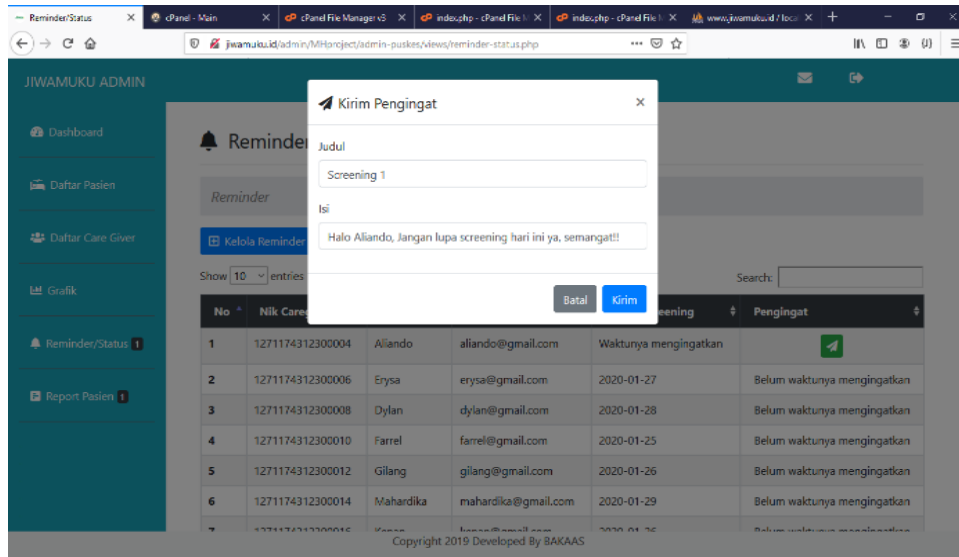 Reminder/Status
cPanel - Main
cPanel File Manager v3
index.php - cPanel File
index.php - cPanel File
www.jiwamuku.id / local
jiwamuku.id/admin/MHproject/admin-puskes/views/reminder-status.php
JIWAMUKU ADMIN
Dashboard
Daftar Pasien
Daftar Care Giver
Grafik
Reminder/Status 1
Report Pasien 1
Reminder
Reminder
Kelola Reminder
Kirim Pengingat
Judul
Screening 1
Isi
Halo Aliando, Jangan lupa screening hari ini ya, semangat!!
Batal Kirim
Show 10 entries Search:
No Nik Pengingat
1 1271174312300004 Aliando aliando@gmail.com Waktunya mengingatkan
2 1271174312300006 Erysa erysa@gmail.com 2020-01-27 Belum waktunya mengingatkan
3 1271174312300008 Dylan dylan@gmail.com 2020-01-28 Belum waktunya mengingatkan
4 1271174312300010 Farrel farrel@gmail.com 2020-01-25 Belum waktunya mengingatkan
5 1271174312300012 Gilang gilang@gmail.com 2020-01-26 Belum waktunya mengingatkan
6 1271174312300014 Mahardika mahardika@gmail.com 2020-01-29 Belum waktunya mengingatkan
Copyright 2019 Developed By BAKAAS